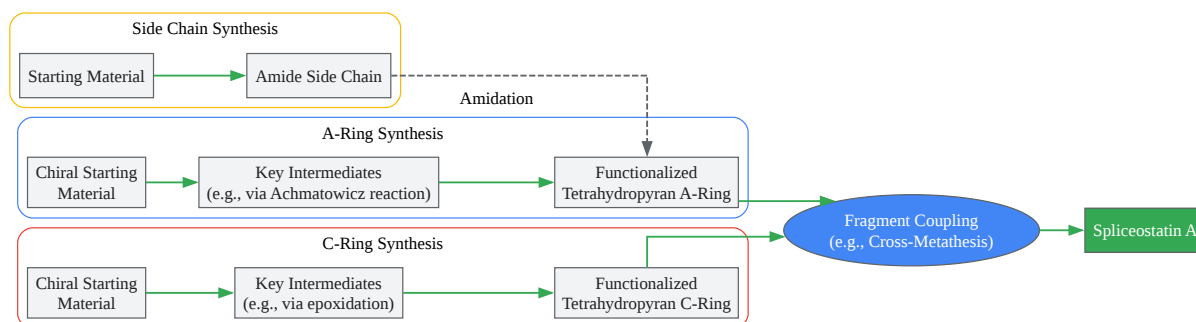 Side Chain Synthesis
Starting Material
Amide Side Chain
Amidation
A-Ring Synthesis
Chiral Starting
Material
Key Intermediates
(e.g., via Achmatowicz reaction)
Functionalized
Tetrahydropyran A-Ring
C-Ring Synthesis
Chiral Starting
Material
Key Intermediates
(e.g., via epoxidation)
Functionalized
Tetrahydropyran C-Ring
Fragment Coupling
(e.g., Cross-Metathesis)
Spliceostatin A